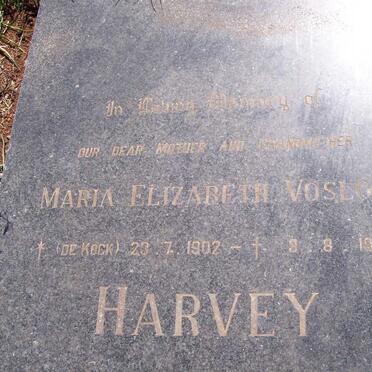 In Loving Memory of
OUR DEAR MOTHER AND GRANDMOTHER
MARIA ELIZABETH
* (DE KOCK) 23. 7. 1902 ~ † 9. 8.
HARVEY